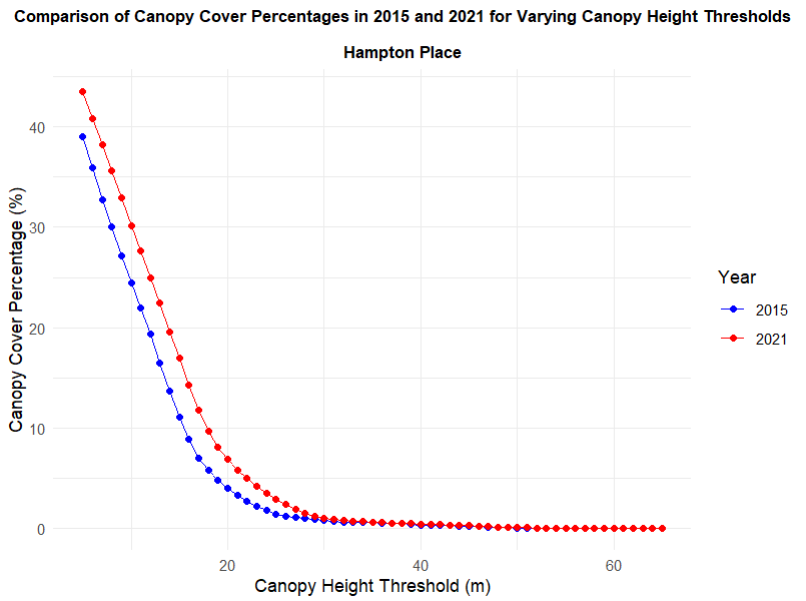 Comparison of Canopy Cover Percentages in 2015 and 2021 for Varying Canopy Height Thresholds
Hampton Place
Canopy Cover Percentage (%)
40
30
20
10
0
20
40
60
Canopy Height Threshold (m)
Year
2015
2021